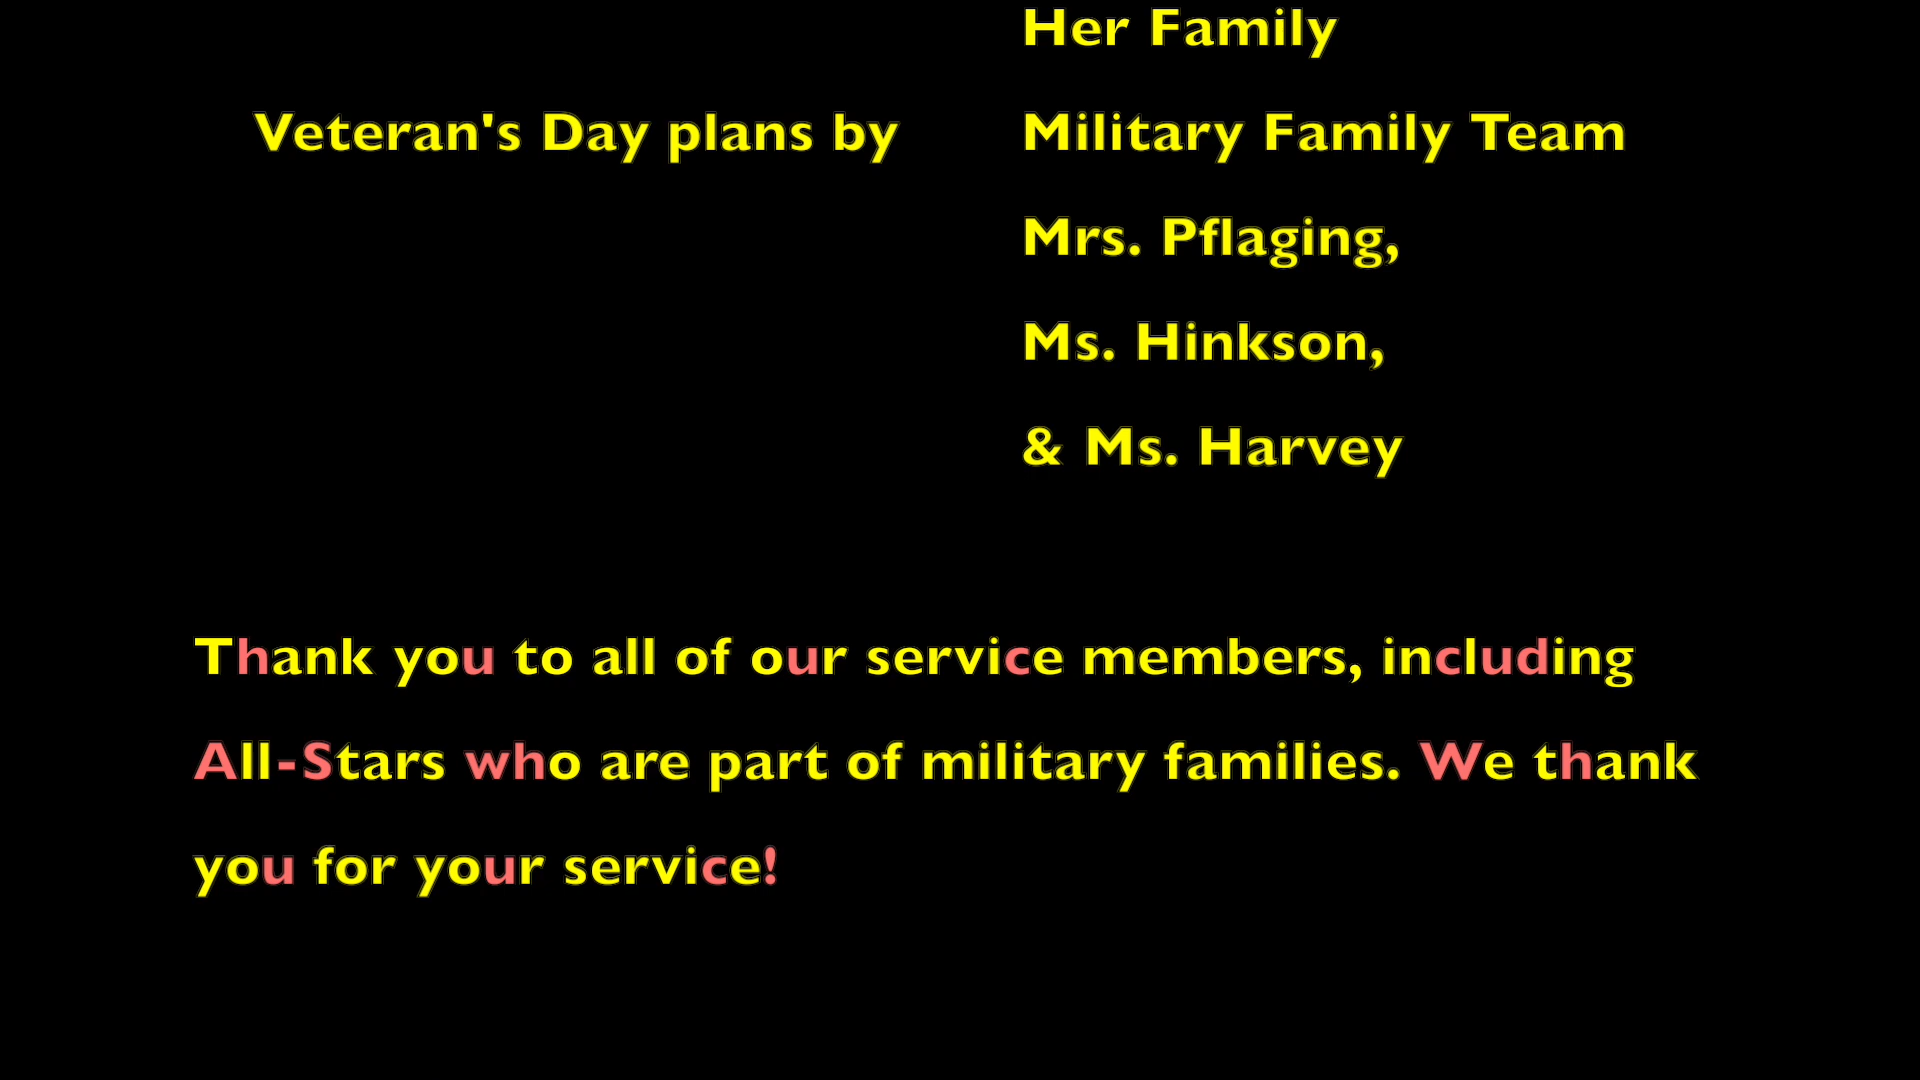 Her Family
Veteran's Day plans by Military Family Team
Mrs. Pflaging,
Ms. Hinkson,
& Ms. Harvey
Thank you to all of our service members, including
All-Stars who are part of military families. We thank
you for your service!